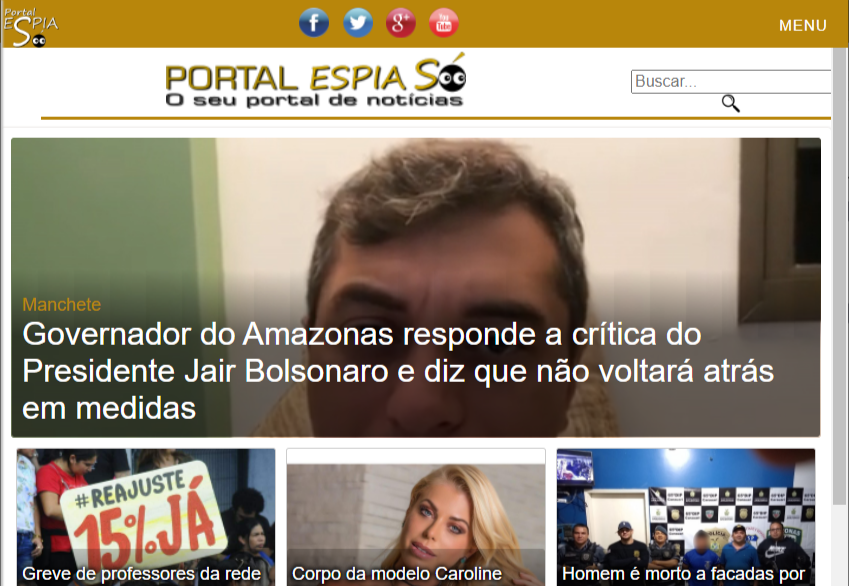 Portal
ESPIA
Só
f
g+
You
Tube
MENU
PORTAL ESPIA Só
O seu portal de notícias
Buscar...
Manchete
Governador do Amazonas responde a crítica do
Presidente Jair Bolsonaro e diz que não voltará atrás
em medidas
#REAJUSTE
15% JÁ
Greve de professores da rede
Corpo da modelo Caroline
Homem é morto a facadas por